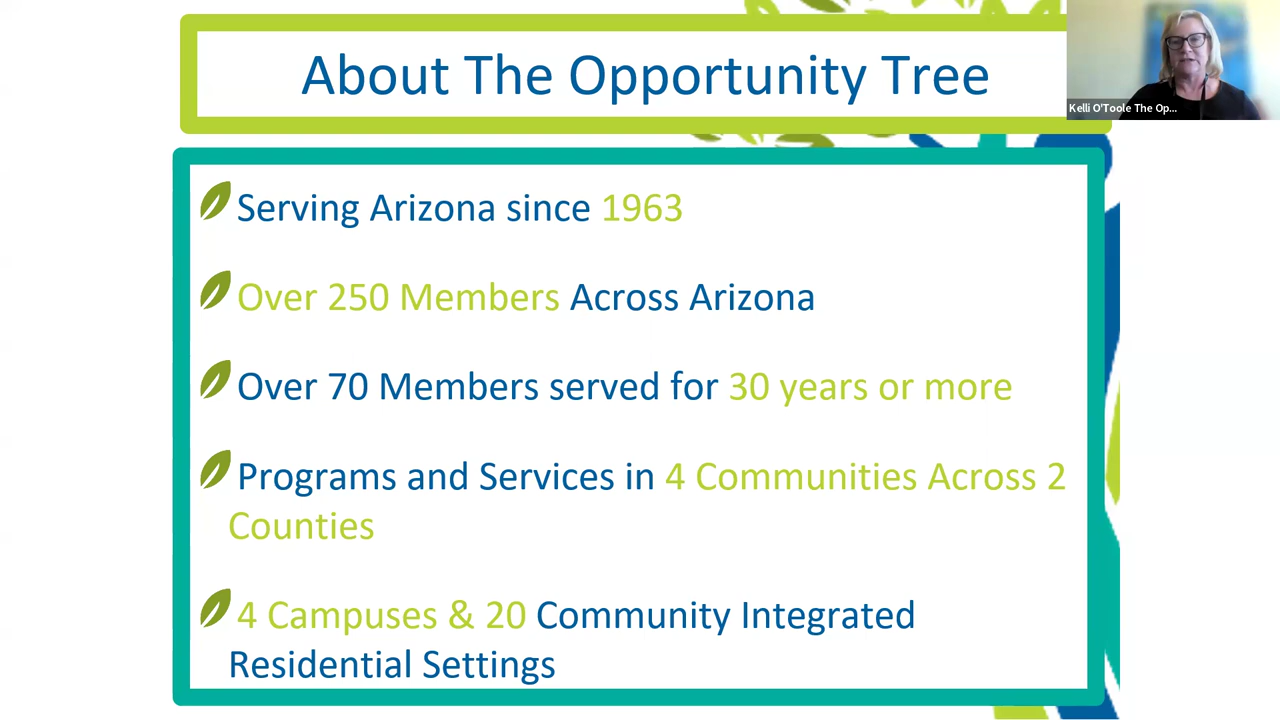 About The Opportunity Tree
Kelli O'Toole The Op...
Serving Arizona since 1963
Over 250 Members Across Arizona
Over 70 Members served for 30 years or more
Programs and Services in 4 Communities Across 2
Counties
4 Campuses & 20 Community Integrated
Residential Settings